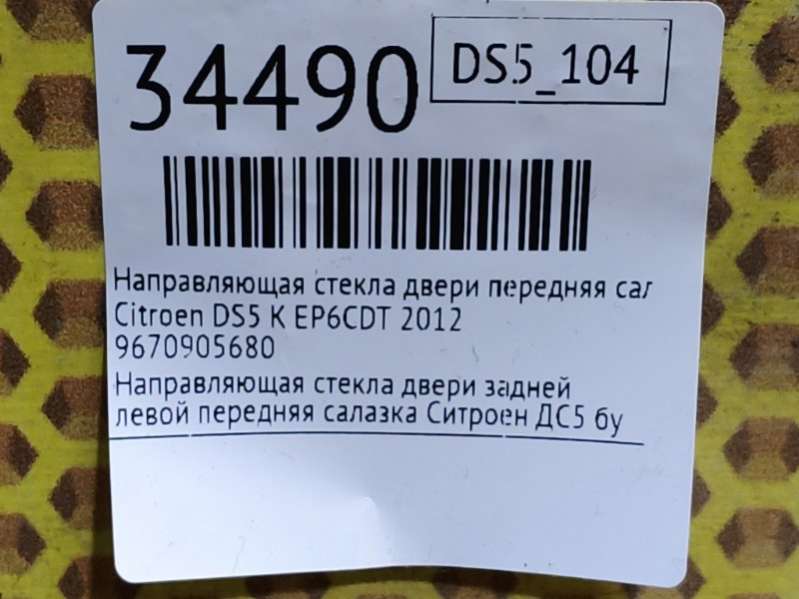 34490
DS5_104
Направляющая стекла двери передняя сал
Citroen DS5 K EP6CDT 2012
9670905680
Направляющая стекла двери задней
левой передняя салазка Ситроен ДС5 бу